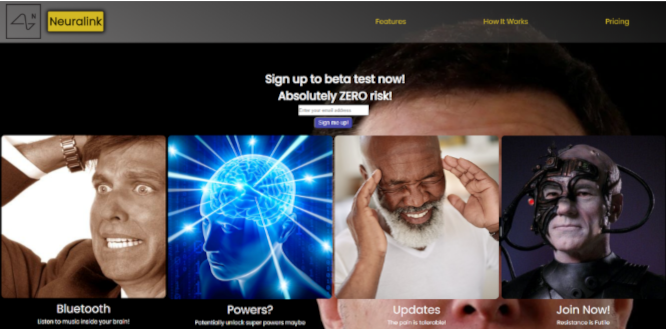 N
Neuralink
Features
How It Works
Pricing
Sign up to beta test now!
Absolutely ZERO risk!
Enter your email address
Sign me up!
Bluetooth
Powers?
Updates
Join Now!
Listen to music inside your brain!
Potentially unlock super powers maybe
The pain is tolerable!
Resistance is Futile